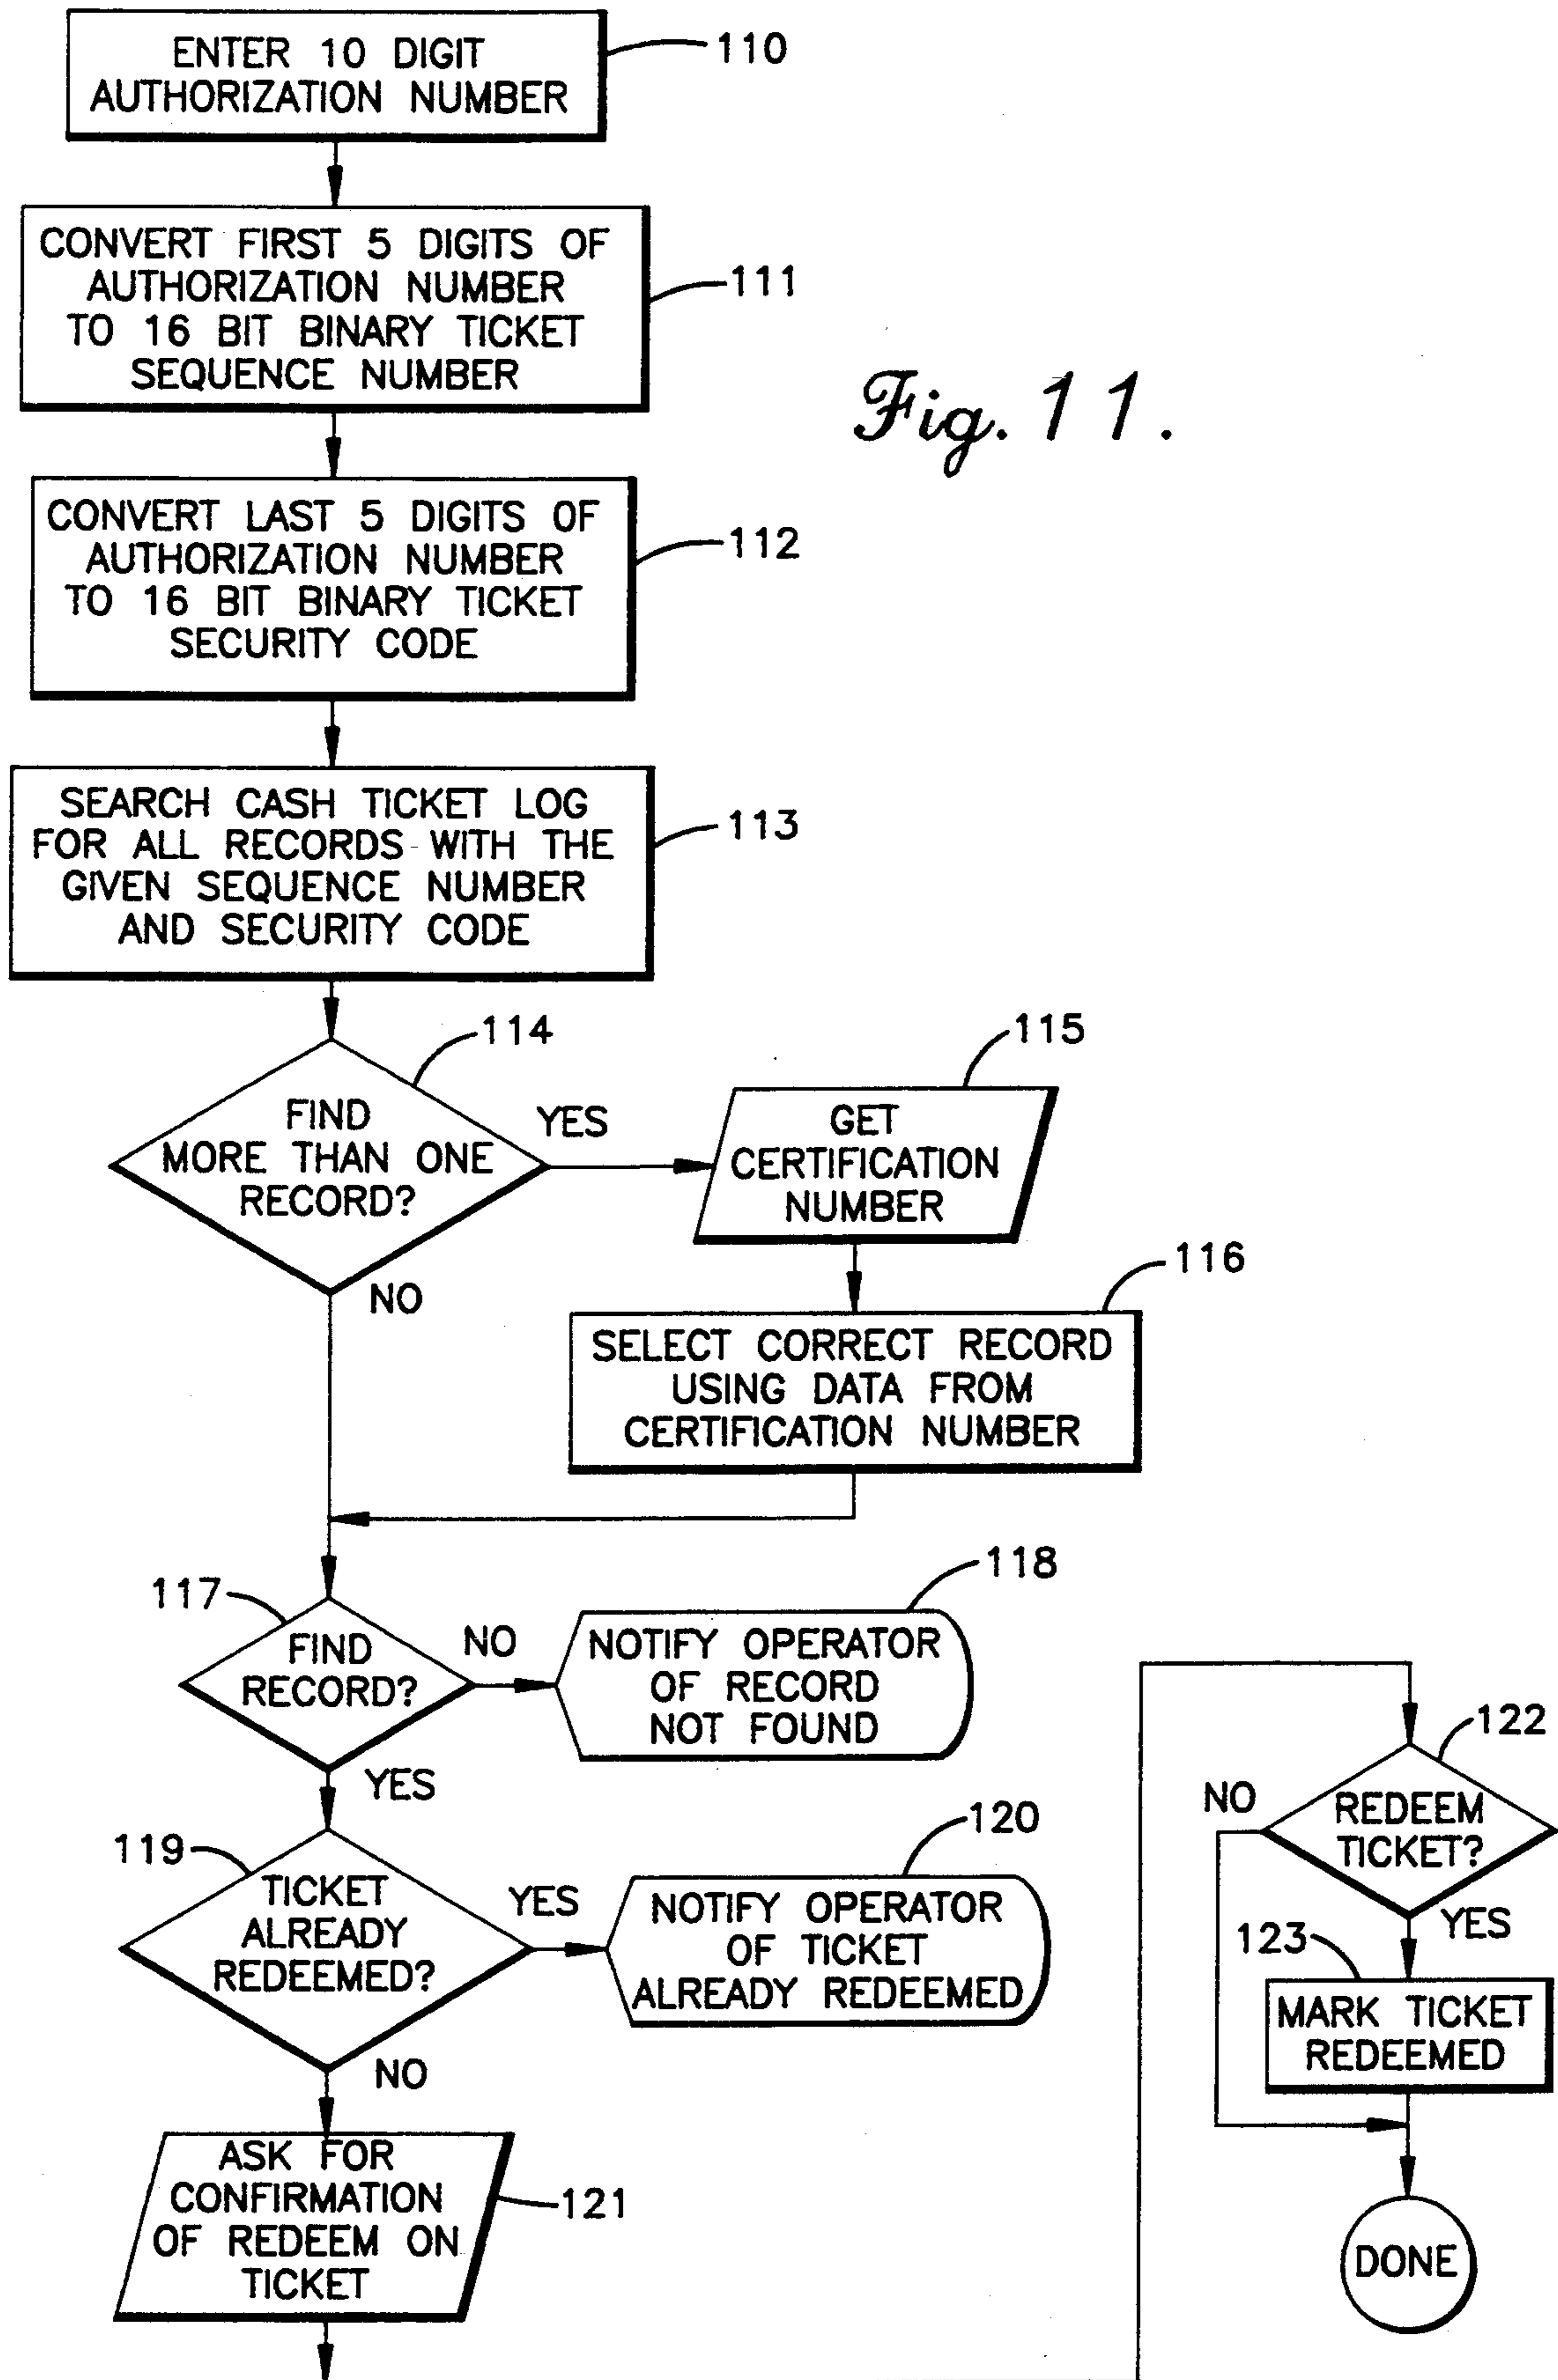 ENTER 10 DIGIT
AUTHORIZATION NUMBER
110
CONVERT FIRST 5 DIGITS OF
AUTHORIZATION NUMBER
TO 16 BIT BINARY TICKET
SEQUENCE NUMBER
111
Fig. 11.
CONVERT LAST 5 DIGITS OF
AUTHORIZATION NUMBER
TO 16 BIT BINARY TICKET
SECURITY CODE
112
SEARCH CASH TICKET LOG
FOR ALL RECORDS WITH THE
GIVEN SEQUENCE NUMBER
AND SECURITY CODE
113
114
FIND
MORE THAN ONE
RECORD?
YES
NO
115
GET
CERTIFICATION
NUMBER
116
SELECT CORRECT RECORD
USING DATA FROM
CERTIFICATION NUMBER
117
FIND
RECORD?
NO
YES
118
NOTIFY OPERATOR
OF RECORD
NOT FOUND
119
TICKET
ALREADY
REDEEMED?
YES
NO
120
NOTIFY OPERATOR
OF TICKET
ALREADY REDEEMED
ASK FOR
CONFIRMATION
OF REDEEM ON
TICKET
121
122
REDEEM
TICKET?
NO
YES
123
MARK TICKET
REDEEMED
DONE